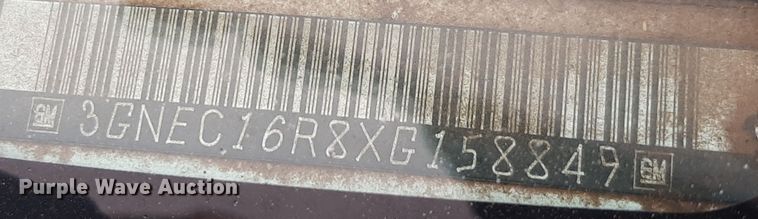 GM 3GNEC16R8XG158849 GM
Purple Wave Auction